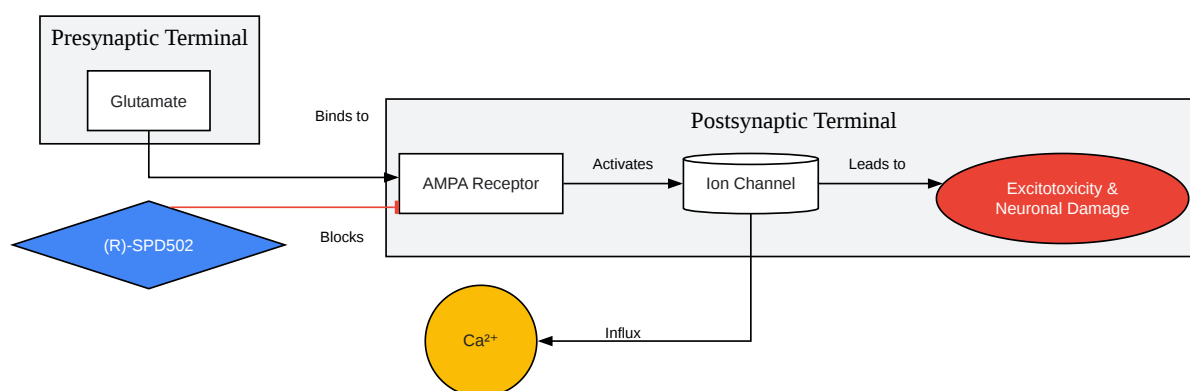 Presynaptic Terminal
Glutamate
Binds to
Postsynaptic Terminal
AMPA Receptor
Activates
Ion Channel
Leads to
Excitotoxicity &
Neuronal Damage
(R)-SPD502
Blocks
Ca²⁺
Influx